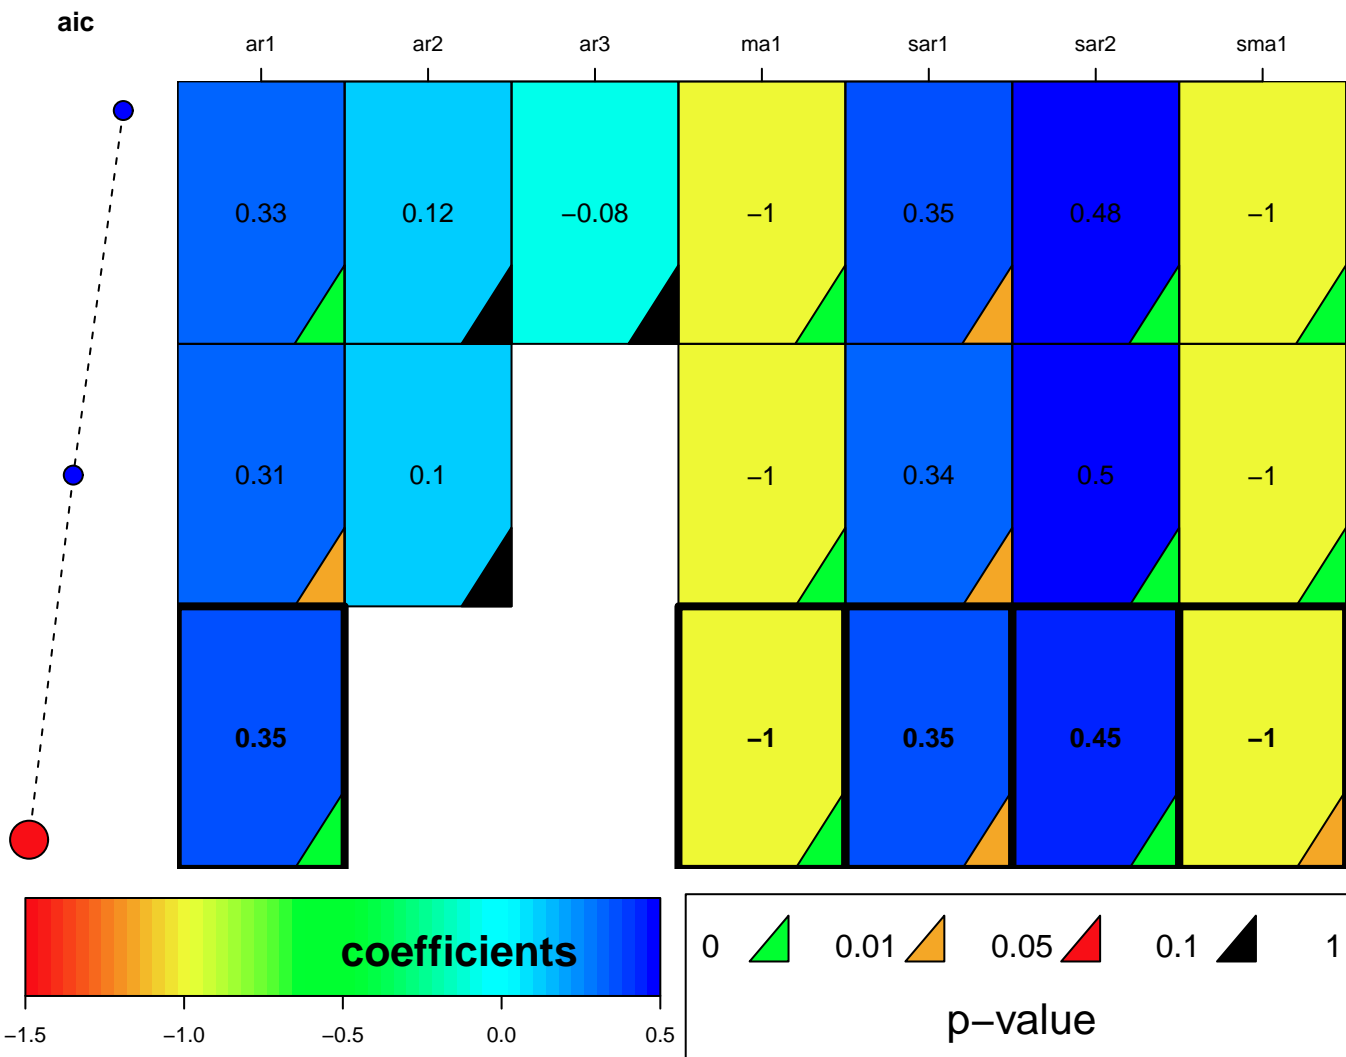 aic
ar1 ar2 ar3 ma1 sar1 sar2 sma1
0.33 0.12 −0.08 −1 0.35 0.48 −1
0.31 0.1 −1 0.34 0.5 −1
0.35 −1 0.35 0.45 −1
coefficients
−1.5 −1.0 −0.5 0.0 0.5
0 0.01 0.05 0.1 1
p−value